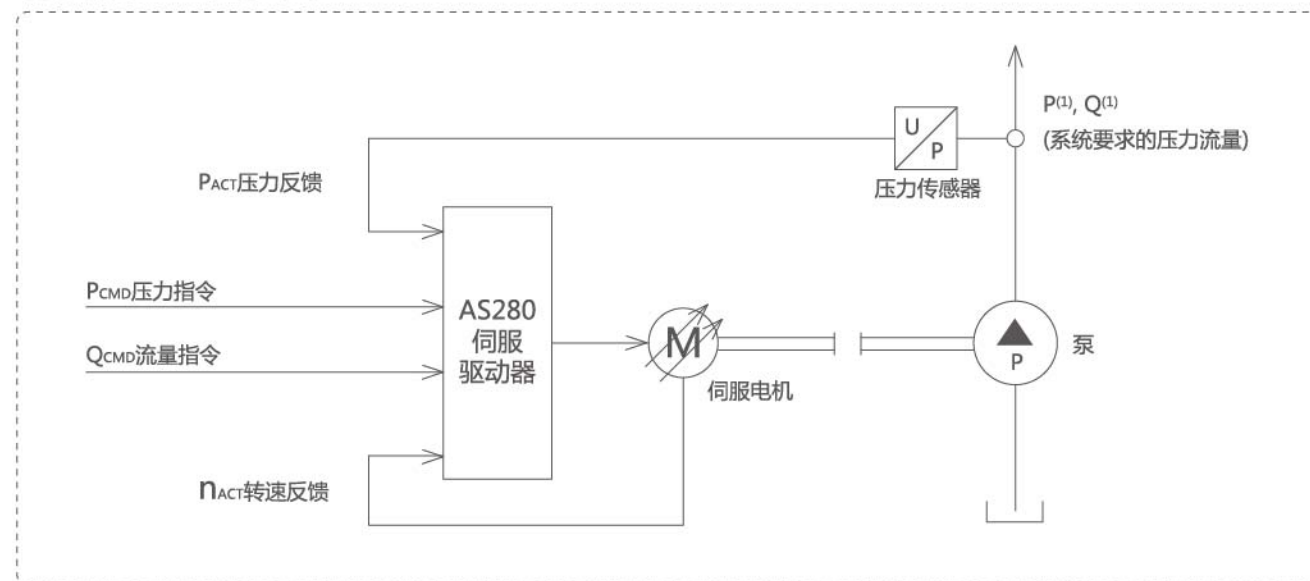 P(1), Q(1)
(系统要求的压力流量)
U
P
压力传感器
PACT压力反馈
PCMD压力指令
QCMD流量指令
AS280
伺服
驱动器
M
伺服电机
P
泵
nACT转速反馈